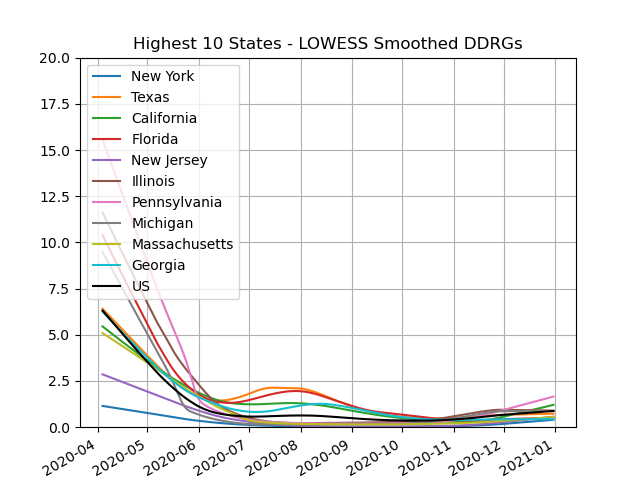 Highest 10 States - LOWESS Smoothed DDRGs
20.0
17.5
15.0
12.5
10.0
7.5
5.0
2.5
0.0
New York
Texas
California
Florida
New Jersey
Illinois
Pennsylvania
Michigan
Massachusetts
Georgia
US
2020-04
2020-05
2020-06
2020-07
2020-08
2020-09
2020-10
2020-11
2020-12
2021-01